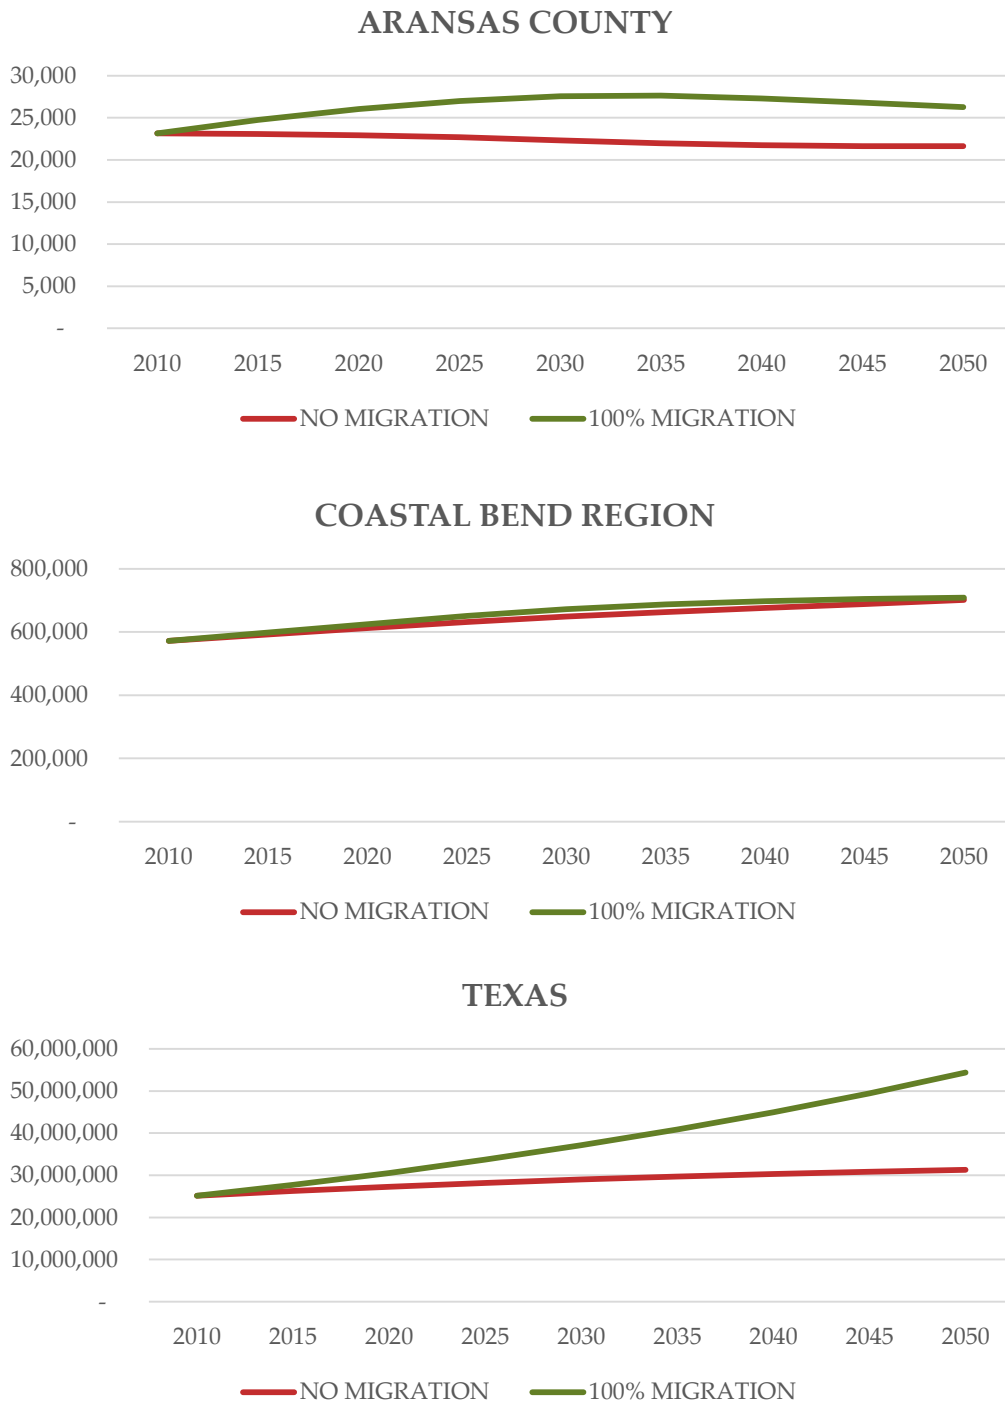 ARANSAS COUNTY
30,000
25,000
20,000
15,000
10,000
5,000
-
2010 2015 2020 2025 2030 2035 2040 2045 2050
NO MIGRATION 100% MIGRATION
COASTAL BEND REGION
800,000
600,000
400,000
200,000
-
2010 2015 2020 2025 2030 2035 2040 2045 2050
NO MIGRATION 100% MIGRATION
TEXAS
60,000,000
50,000,000
40,000,000
30,000,000
20,000,000
10,000,000
-
2010 2015 2020 2025 2030 2035 2040 2045 2050
NO MIGRATION 100% MIGRATION